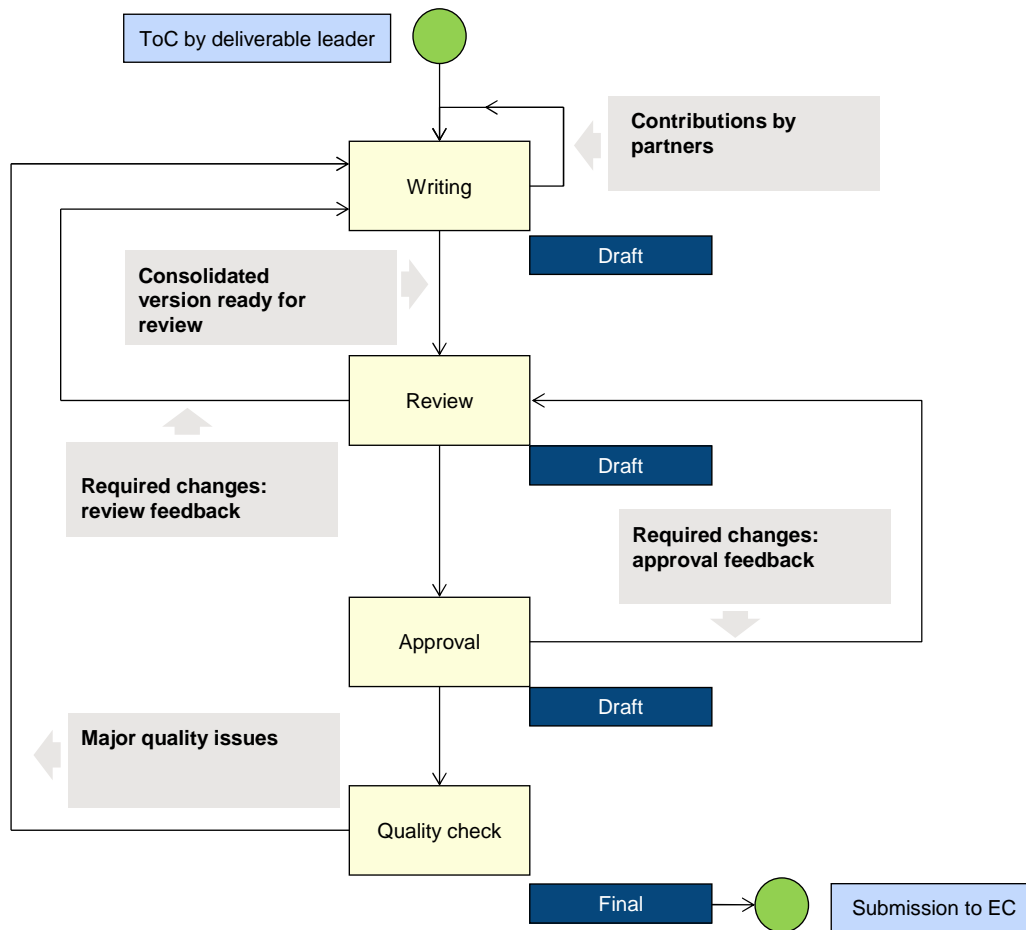 ToC by deliverable leader
Contributions by
partners
Writing
Draft
Consolidated
version ready for
review
Review
Draft
Required changes:
review feedback
Required changes:
approval feedback
Approval
Draft
Major quality issues
Quality check
Final
Submission to EC